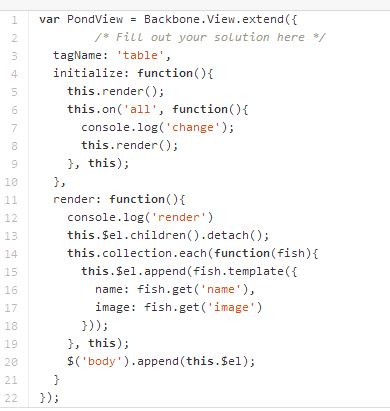 1 var PondView = Backbone.View.extend({
2 /* Fill out your solution here */
3 tagName: 'table',
4 initialize: function(){
5 this.render();
6 this.on('all', function(){
7 console.log('change');
8 this.render();
9 }, this);
10 },
11 render: function(){
12 console.log('render')
13 this.$el.children().detach();
14 this.collection.each(function(fish){
15 this.$el.append(fish.template({
16 name: fish.get('name'),
17 image: fish.get('image')
18 }));
19 }, this);
20 $('body').append(this.$el);
21 }
22 });